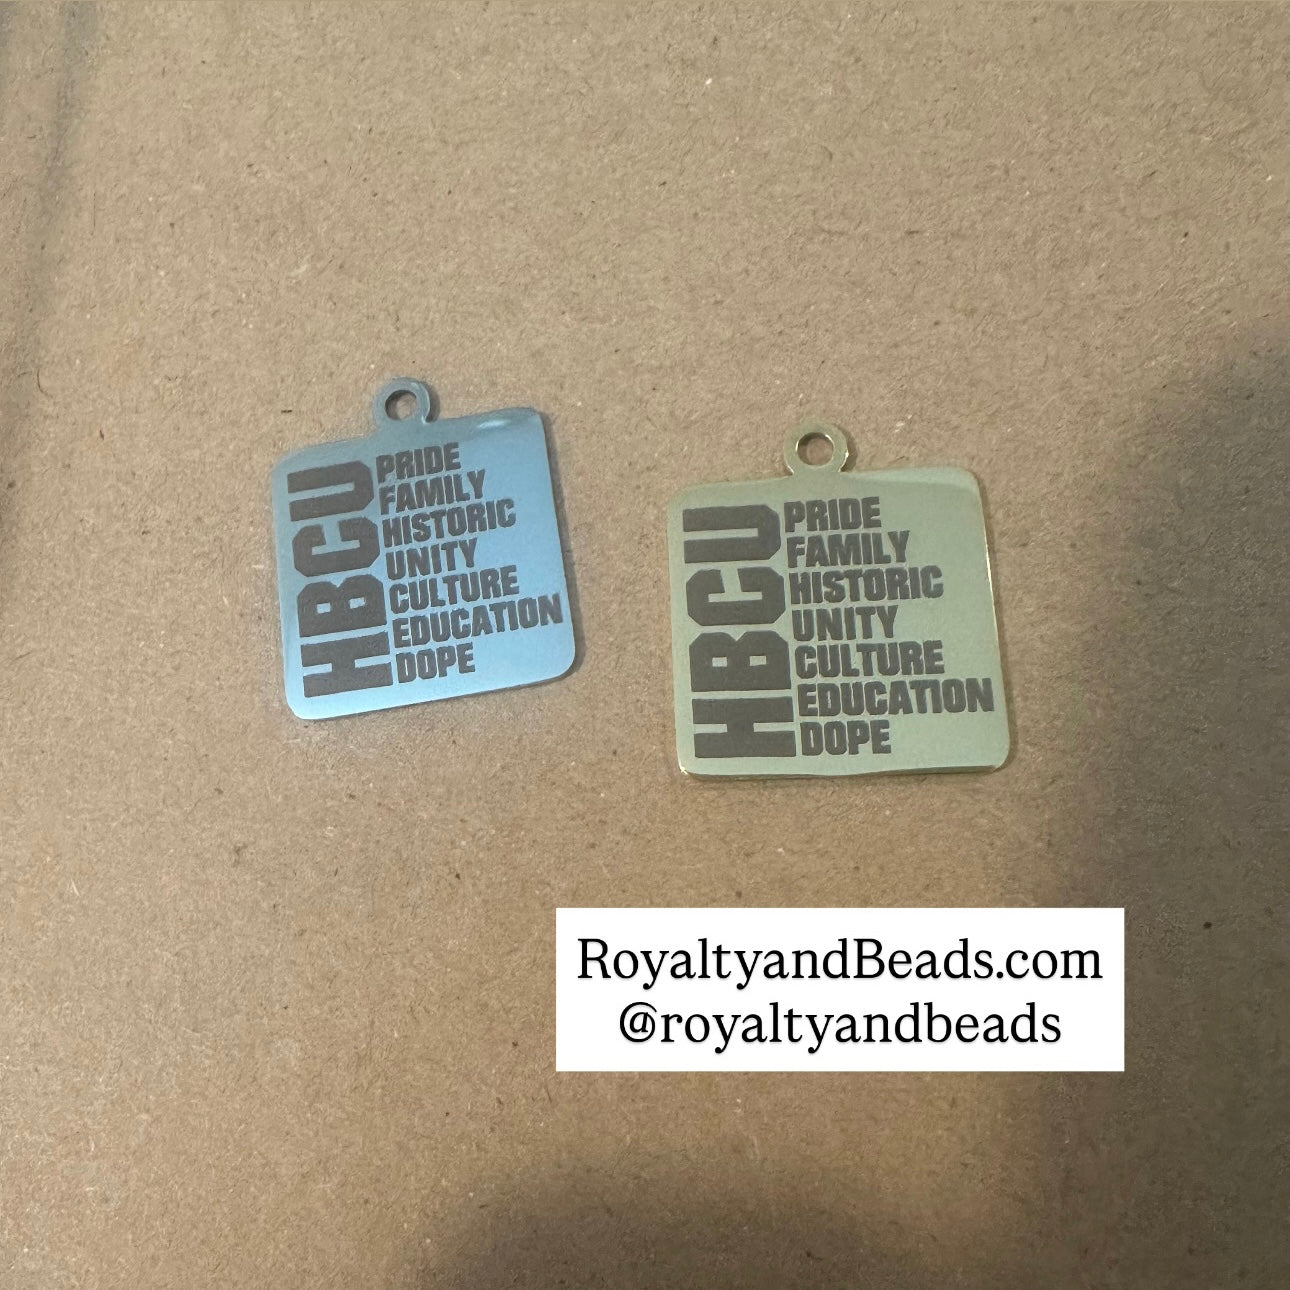 HBCU
PRIDE
FAMILY
HISTORIC
UNITY
CULTURE
EDUCATION
DOPE
HBCU
PRIDE
FAMILY
HISTORIC
UNITY
CULTURE
EDUCATION
DOPE
RoyaltyandBeads.com
@royaltyandbeads